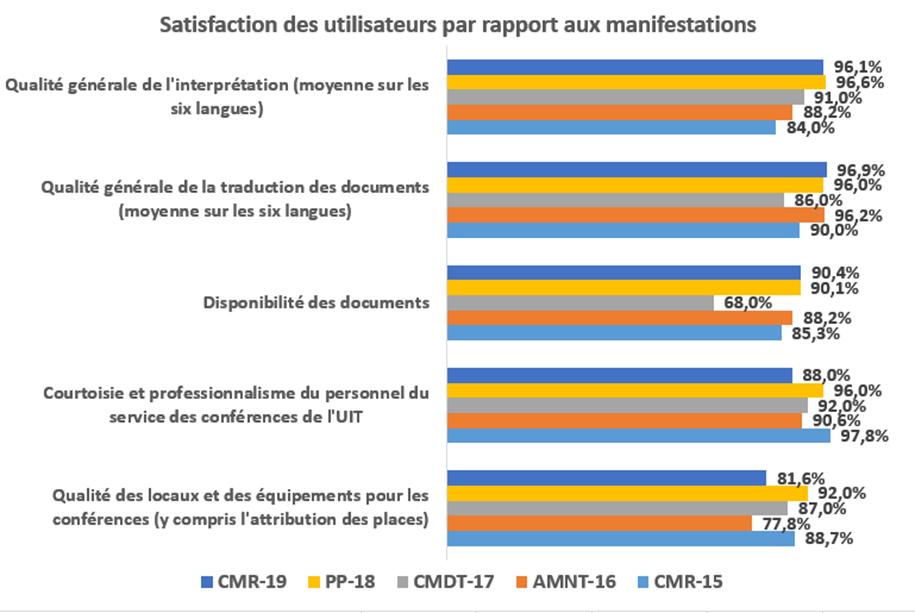 Satisfaction des utilisateurs par rapport aux manifestations
Qualité générale de l'interprétation (moyenne sur les
six langues)
96,1%
96,6%
91,0%
88,2%
84,0%
Qualité générale de la traduction des documents
(moyenne sur les six langues)
96,9%
96,0%
86,0%
96,2%
90,0%
Disponibilité des documents
90,4%
90,1%
68,0%
88,2%
85,3%
Courtoisie et professionnalisme du personnel du
service des conférences de l'UIT
88,0%
96,0%
92,0%
90,6%
97,8%
Qualité des locaux et des équipements pour les
conférences (y compris l'attribution des places)
81,6%
92,0%
87,0%
77,8%
88,7%
CMR-19 PP-18 CMDT-17 AMNT-16 CMR-15